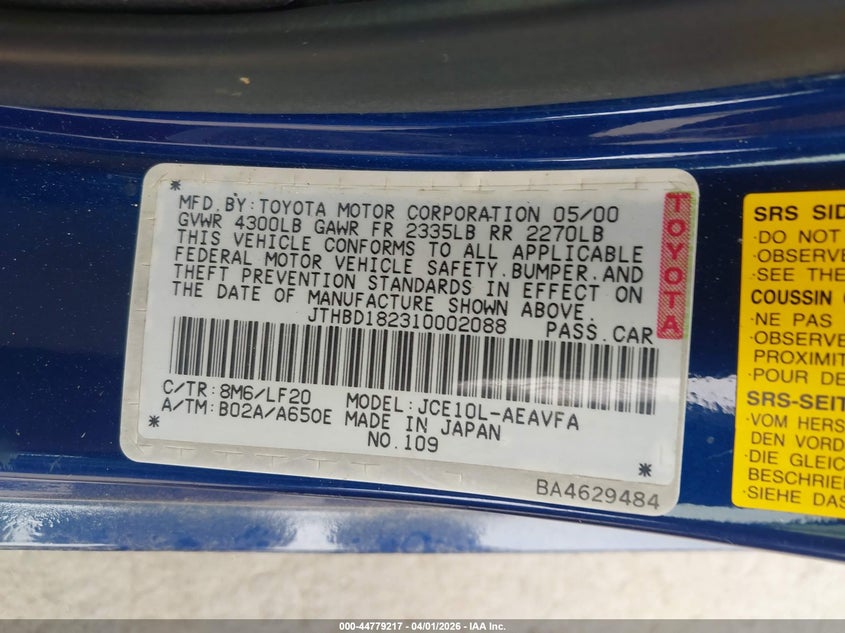 MFD.BY:TOYOTA MOTOR CORPORATION 05/00
GVWR 4300LB GAWR FR 2335LB RR 2270LB
THIS VEHICLE CONFORMS TO ALL APPLICABLE
FEDERAL MOTOR VEHICLE SAFETY.BUMPER.AND
THEFT PREVENTION STANDARDS IN EFFECT ON
THE DATE OF MANUFACTURE SHOWN ABOVE.
JTHBD182310002088 PASS.CAR
C/TR:8M6/LF20 MODEL:JCE10L-AEAVFA
A/TM:B02A/A650E MADE IN JAPAN
NO.109
BA4629484
TOYOTA
SRS SID
-DO NOT
-OBSERVE
-SEE THE
COUSSIN
-NE PAS
-OBSERVE
PROXIMIT
-POUR DE
SRS-SEIT
-VOM HERS
DEN VORD
-DIE GLEICH
BESCHRIE
-SIEHE DAS
000-44779217 - 04/01/2026 - IAA Inc.